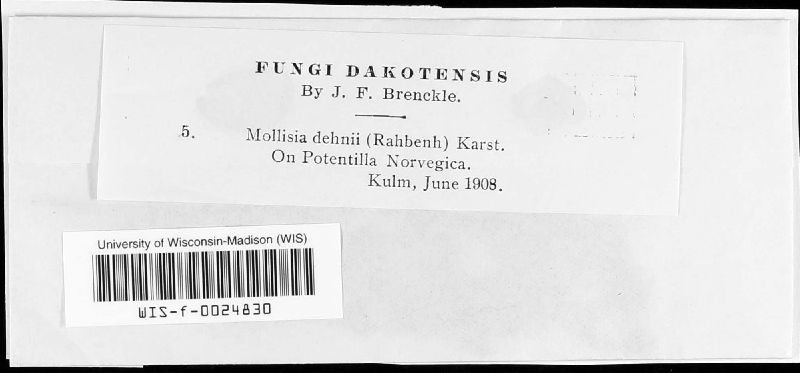 FUNGI DAKOTENSIS
By J. F. Brenckle.
5. Mollisia dehnii (Rahbenh) Karst.
On Potentilla Norvegica.
Kulm, June 1908.
University of Wisconsin-Madison (WIS)
WIS-f-0024830